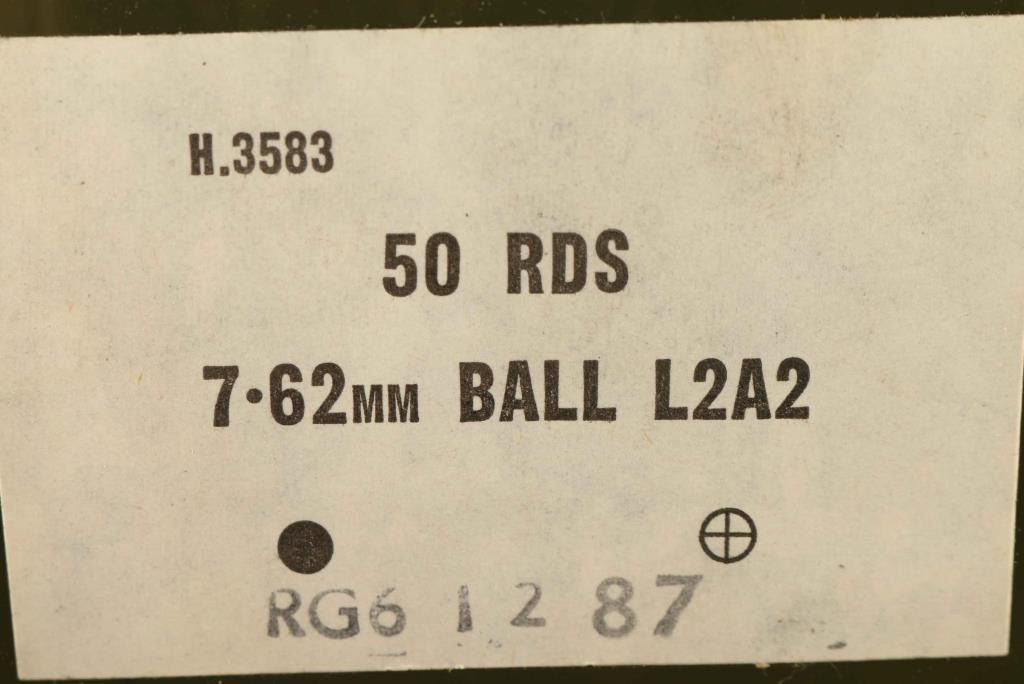 H.3583
50 RDS
7·62MM BALL L2A2
RG6 1 2 87